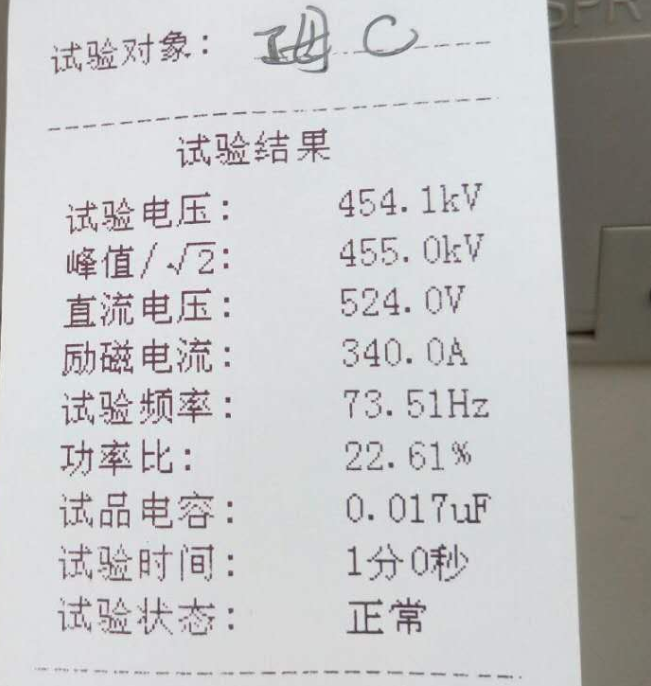 试验对象: C
试验结果
试验电压: 454.1kV
峰值/√2: 455.0kV
直流电压: 524.0V
励磁电流: 340.0A
试验频率: 73.51Hz
功率比: 22.61%
试品电容: 0.017uF
试验时间: 1分0秒
试验状态: 正常